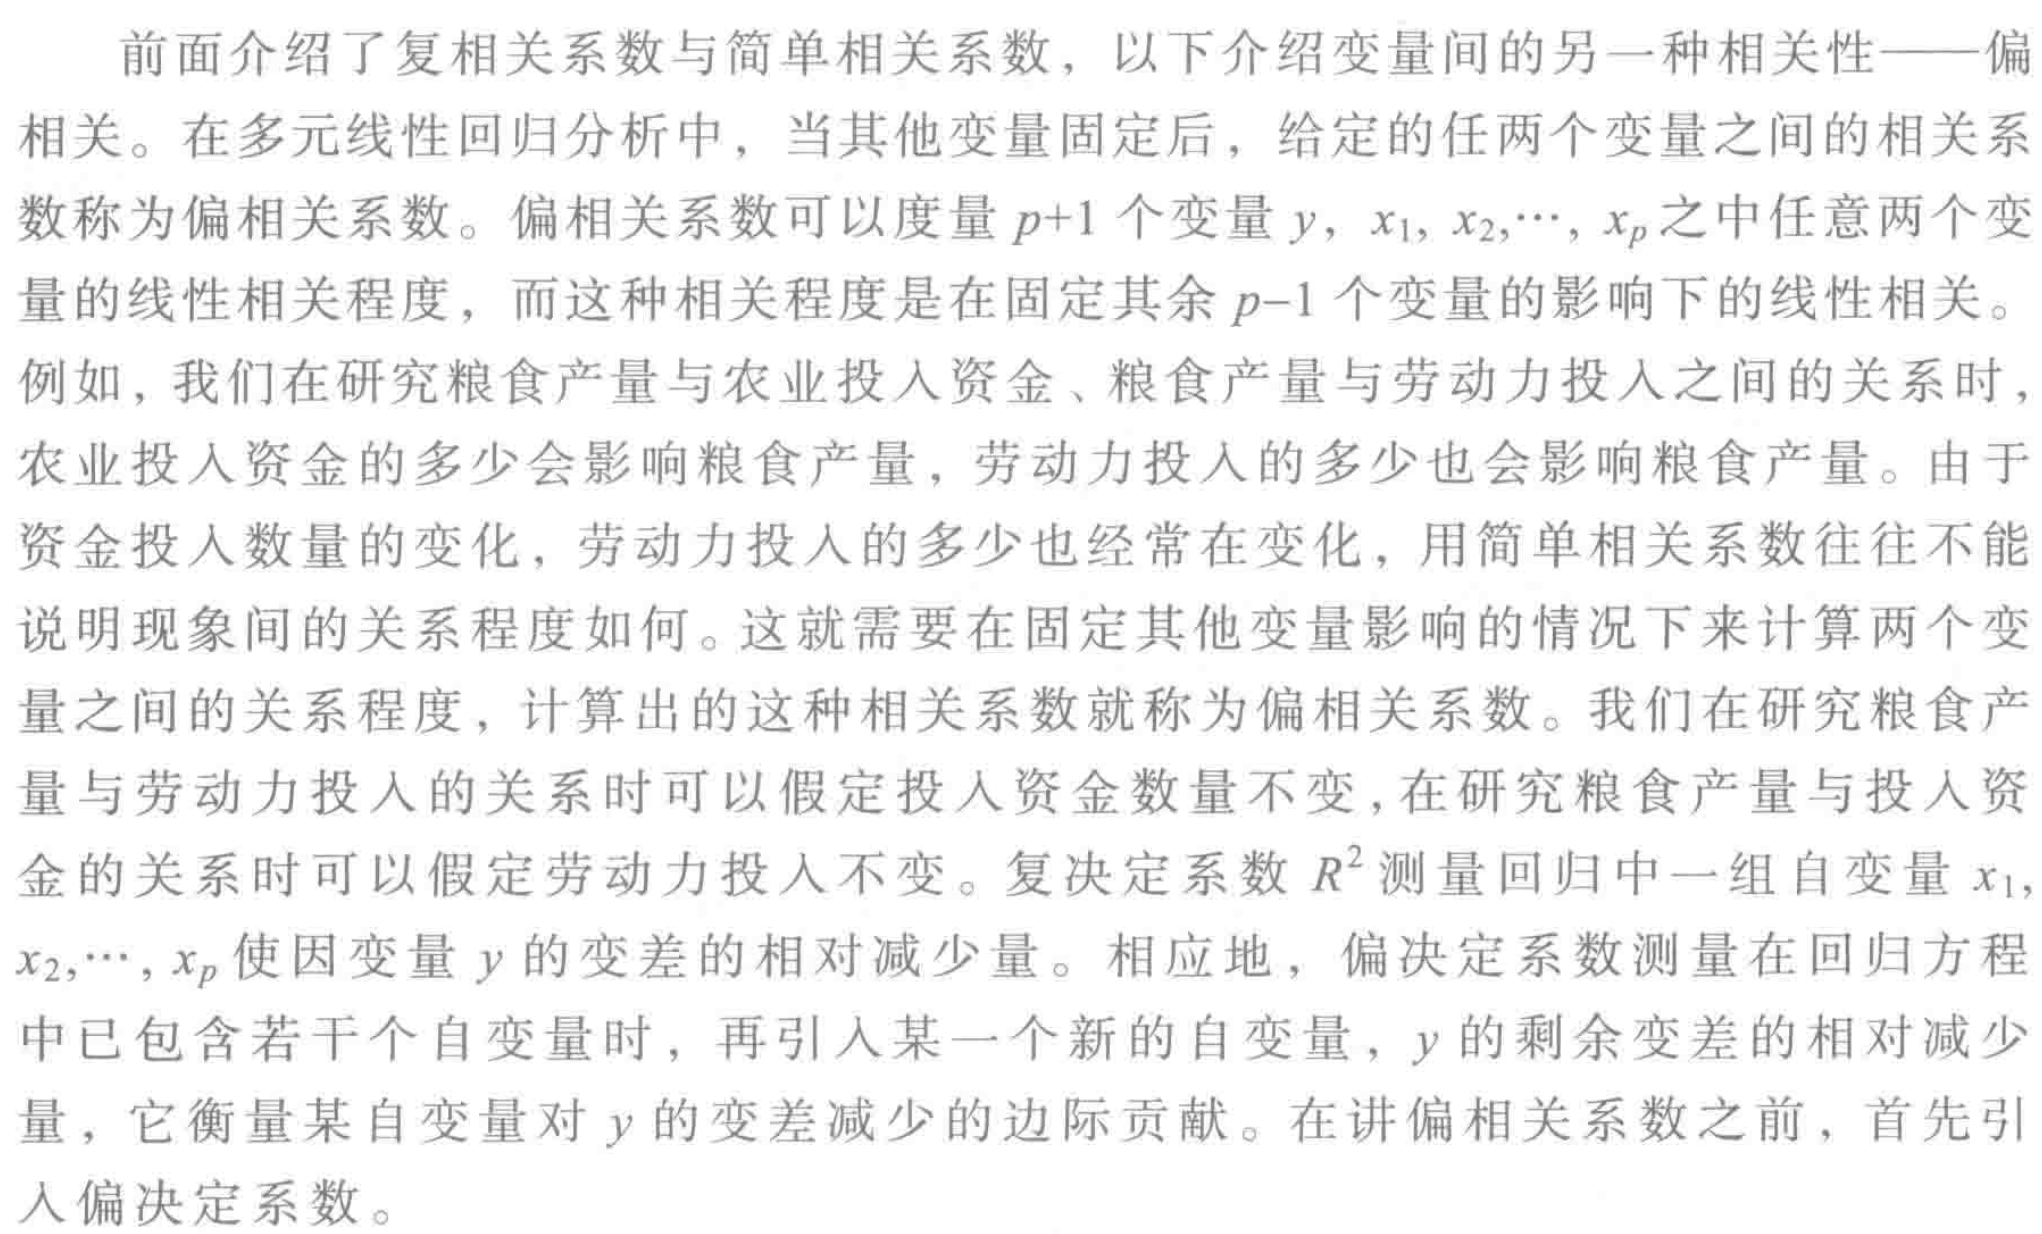 前面介绍了复相关系数与简单相关系数，以下介绍变量间的另一种相关性——偏
相关。在多元线性回归分析中，当其他变量固定后，给定的任两个变量之间的相关系
数称为偏相关系数。偏相关系数可以度量 p+1 个变量 y, x₁, x₂,⋯, xₚ之中任意两个变
量的线性相关程度，而这种相关程度是在固定其余 p–1 个变量的影响下的线性相关。
例如，我们在研究粮食产量与农业投入资金、粮食产量与劳动力投入之间的关系时，
农业投入资金的多少会影响粮食产量，劳动力投入的多少也会影响粮食产量。由于
资金投入数量的变化，劳动力投入的多少也经常在变化，用简单相关系数往往不能
说明现象间的关系程度如何。这就需要在固定其他变量影响的情况下来计算两个变
量之间的关系程度，计算出的这种相关系数就称为偏相关系数。我们在研究粮食产
量与劳动力投入的关系时可以假定投入资金数量不变，在研究粮食产量与投入资
金的关系时可以假定劳动力投入不变。复决定系数 R² 测量回归中一组自变量 x₁,
x₂,⋯, xₚ 使因变量 y 的变差的相对减少量。相应地，偏决定系数测量在回归方程
中已包含若干个自变量时，再引入某一个新的自变量，y 的剩余变差的相对减少
量，它衡量某自变量对 y 的变差减少的边际贡献。在讲偏相关系数之前，首先引
入偏决定系数。